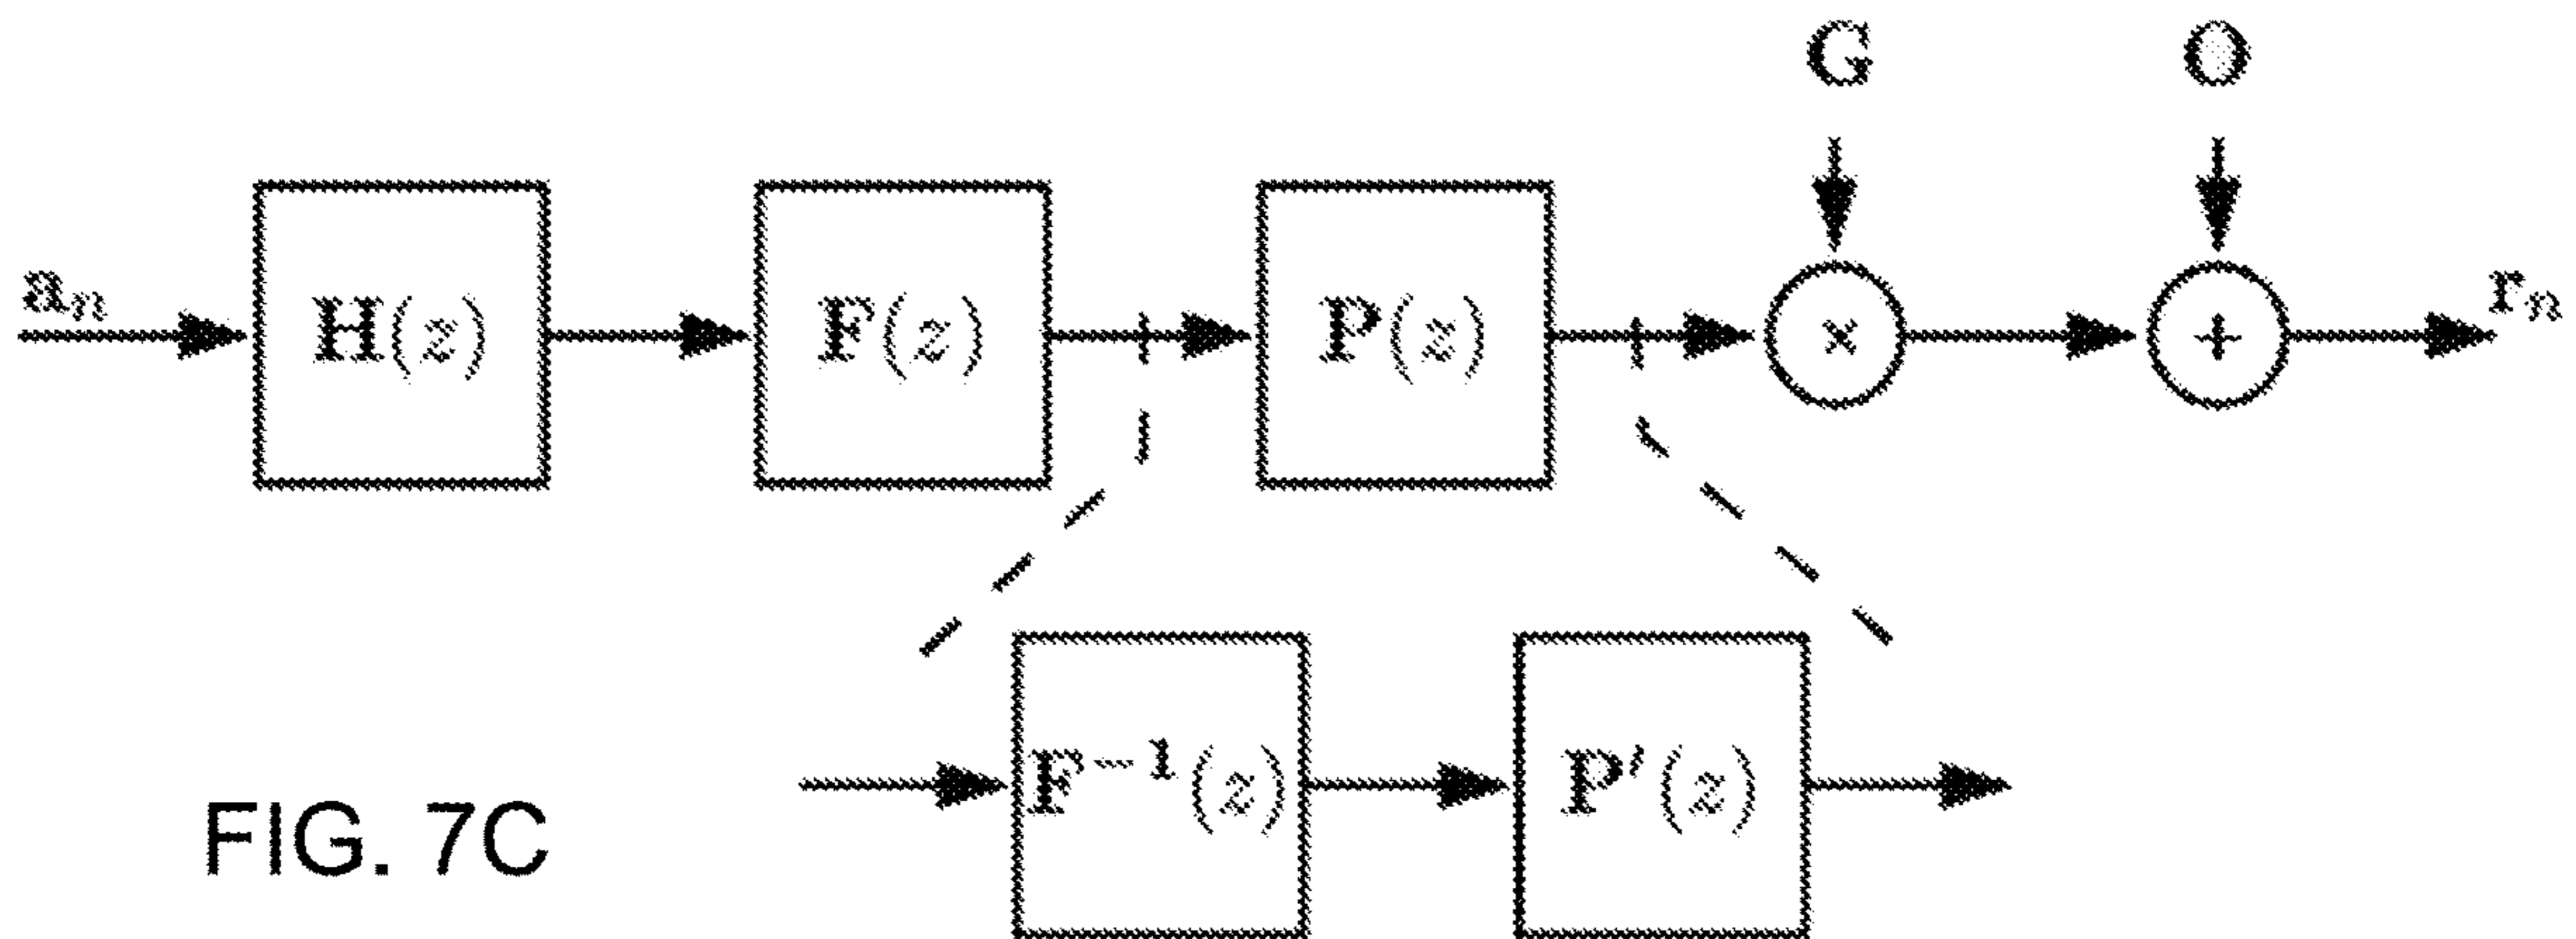 G O
aₙ H(z) F(z) P(z) × + rₙ
F⁻¹(z) P′(z)
FIG. 7C